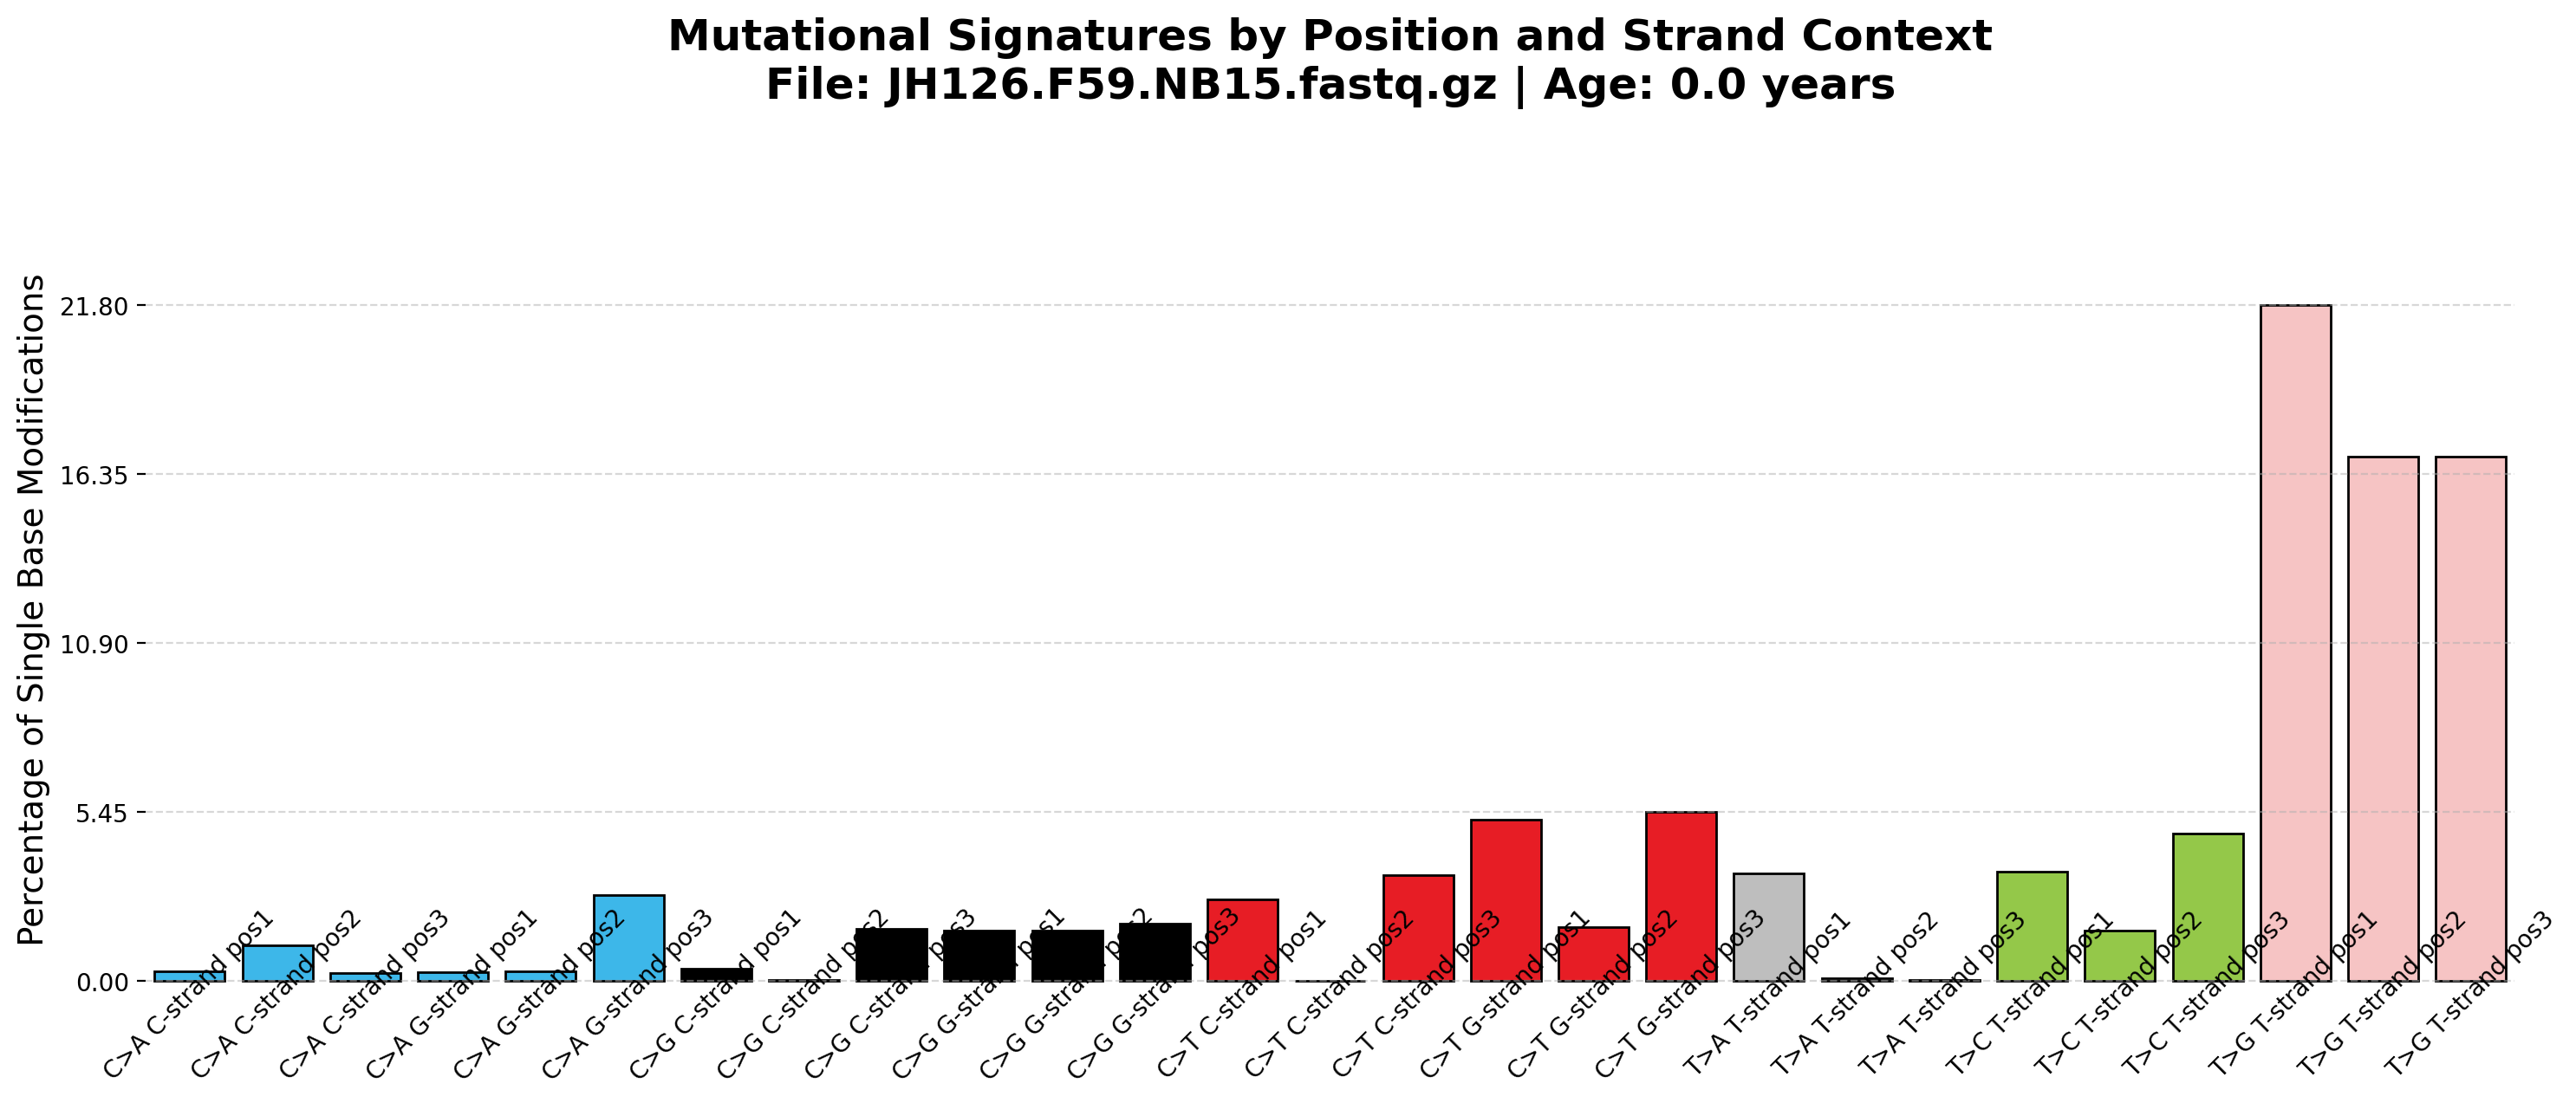 Mutational Signatures by Position and Strand Context
File: JH126.F59.NB15.fastq.gz | Age: 0.0 years
Percentage of Single Base Modifications
21.80
16.35
10.90
5.45
0.00
C>A C-strand pos1
C>A C-strand pos2
C>A C-strand pos3
C>A G-strand pos1
C>A G-strand pos2
C>A G-strand pos3
C>G C-strand pos1
C>G C-strand pos2
C>G C-strand pos3
C>G G-strand pos1
C>G G-strand pos2
C>G G-strand pos3
C>T C-strand pos1
C>T C-strand pos2
C>T C-strand pos3
C>T G-strand pos1
C>T G-strand pos2
C>T G-strand pos3
T>A T-strand pos1
T>A T-strand pos2
T>A T-strand pos3
T>C T-strand pos1
T>C T-strand pos2
T>C T-strand pos3
T>G T-strand pos1
T>G T-strand pos2
T>G T-strand pos3